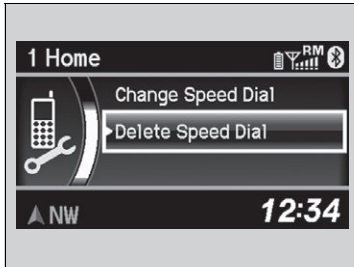 1 Home
RM
Change Speed Dial
Delete Speed Dial
NW
12:34